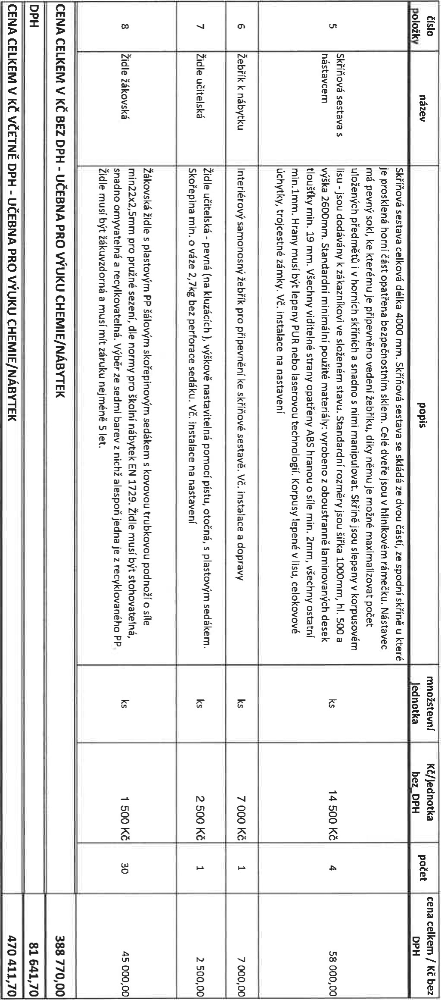 číslo položky název popis množstevní jednotka Kč/jednotka bez DPH počet cena celkem / Kč bez DPH
5
Skříňová sestava s
nástavcem
Skříňová sestava celková délka 4000 mm. Skříňová sestava se skládá ze dvou částí, ze spodní skříně u které
je prosklená horní část opatřena bezpečnostním sklem. Celé dveře jsou v hliníkovém rámečku. Nástavec
má pevný sokl, ke kterému je připevněno vedení žebříku, díky němu je možné maximalizovat počet
uložených předmětů i v horních skříních a snadno s nimi manipulovat. Skříně jsou slepeny v korpusovém
lisu - jsou dodávány k zákazníkovi ve složeném stavu. Standardní rozměry jsou šířka 1000mm, hl. 500 a
výška 2600mm. Standardní minimální použité materiály: vyrobeno z oboustranně laminovaných desek
tloušťky min. 19 mm. Všechny viditelné strany opatřeny ABS hranou o síle min. 2mm, všechny ostatní
min.1mm. Hrany musí být lepeny PUR nebo laserovou technologií. Korpusy lepené v lisu, celokovové
úchytky, trojcestné zámky. Vč. instalace na nastavení
ks 14 500 Kč 4 58 000,00
6 Žebřík k nábytku Interiérový samonosný žebřík pro připevnění ke skříňové sestavě. Vč. instalace a dopravy ks 7 000 Kč 1 7 000,00
7 Židle učitelská
Židle učitelská - pevná (na kluzácích ), výškově nastavitelná pomocí pístu, otočná, s plastovým sedákem.
Skořepina min. o váze 2,7kg bez perforace sedáku. Vč. instalace na nastavení
ks 2 500 Kč 1 2 500,00
8 Židle žákovská
Žákovská židle s plastovým PP šálovým skořepinovým sedákem s kovovou trubkovou podnoží o síle
min22x2,5mm pro pružné sezení, dle normy pro školní nábytek EN 1729. Židle musí být stohovatelná,
snadno omyvatelná a recylkovatelná. Výběr ze sedmi barev z nichž alespoň jedna je z recyklovaného PP.
Židle musí být žákuvzdorná a musí mít záruku nejméně 5 let.
ks 1 500 Kč 30 45 000,00
CENA CELKEM V KČ BEZ DPH - UČEBNA PRO VÝUKU CHEMIE/NÁBYTEK 388 770,00
DPH 81 641,70
CENA CELKEM V KČ VČETNĚ DPH - UČEBNA PRO VÝUKU CHEMIE/NÁBYTEK 470 411,70